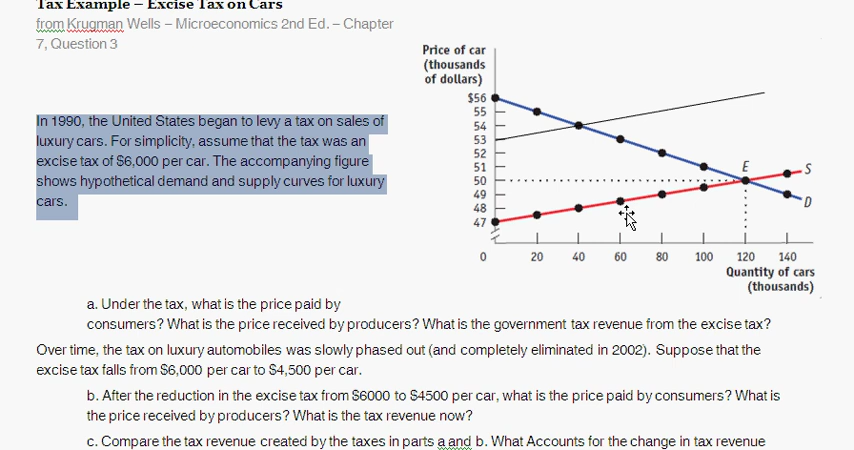 Tax Example – Excise Tax on Cars
from Krugman Wells – Microeconomics 2nd Ed. – Chapter
7, Question 3
In 1990, the United States began to levy a tax on sales of
luxury cars. For simplicity, assume that the tax was an
excise tax of $6,000 per car. The accompanying figure
shows hypothetical demand and supply curves for luxury
cars.
Price of car
(thousands
of dollars)
$56
55
54
53
52
51
50
49
48
47
E
S
D
0 20 40 60 80 100 120 140
Quantity of cars
(thousands)
a. Under the tax, what is the price paid by
consumers? What is the price received by producers? What is the government tax revenue from the excise tax?
Over time, the tax on luxury automobiles was slowly phased out (and completely eliminated in 2002). Suppose that the
excise tax falls from $6,000 per car to $4,500 per car.
b. After the reduction in the excise tax from $6000 to $4500 per car, what is the price paid by consumers? What is
the price received by producers? What is the tax revenue now?
c. Compare the tax revenue created by the taxes in parts a and b. What Accounts for the change in tax revenue